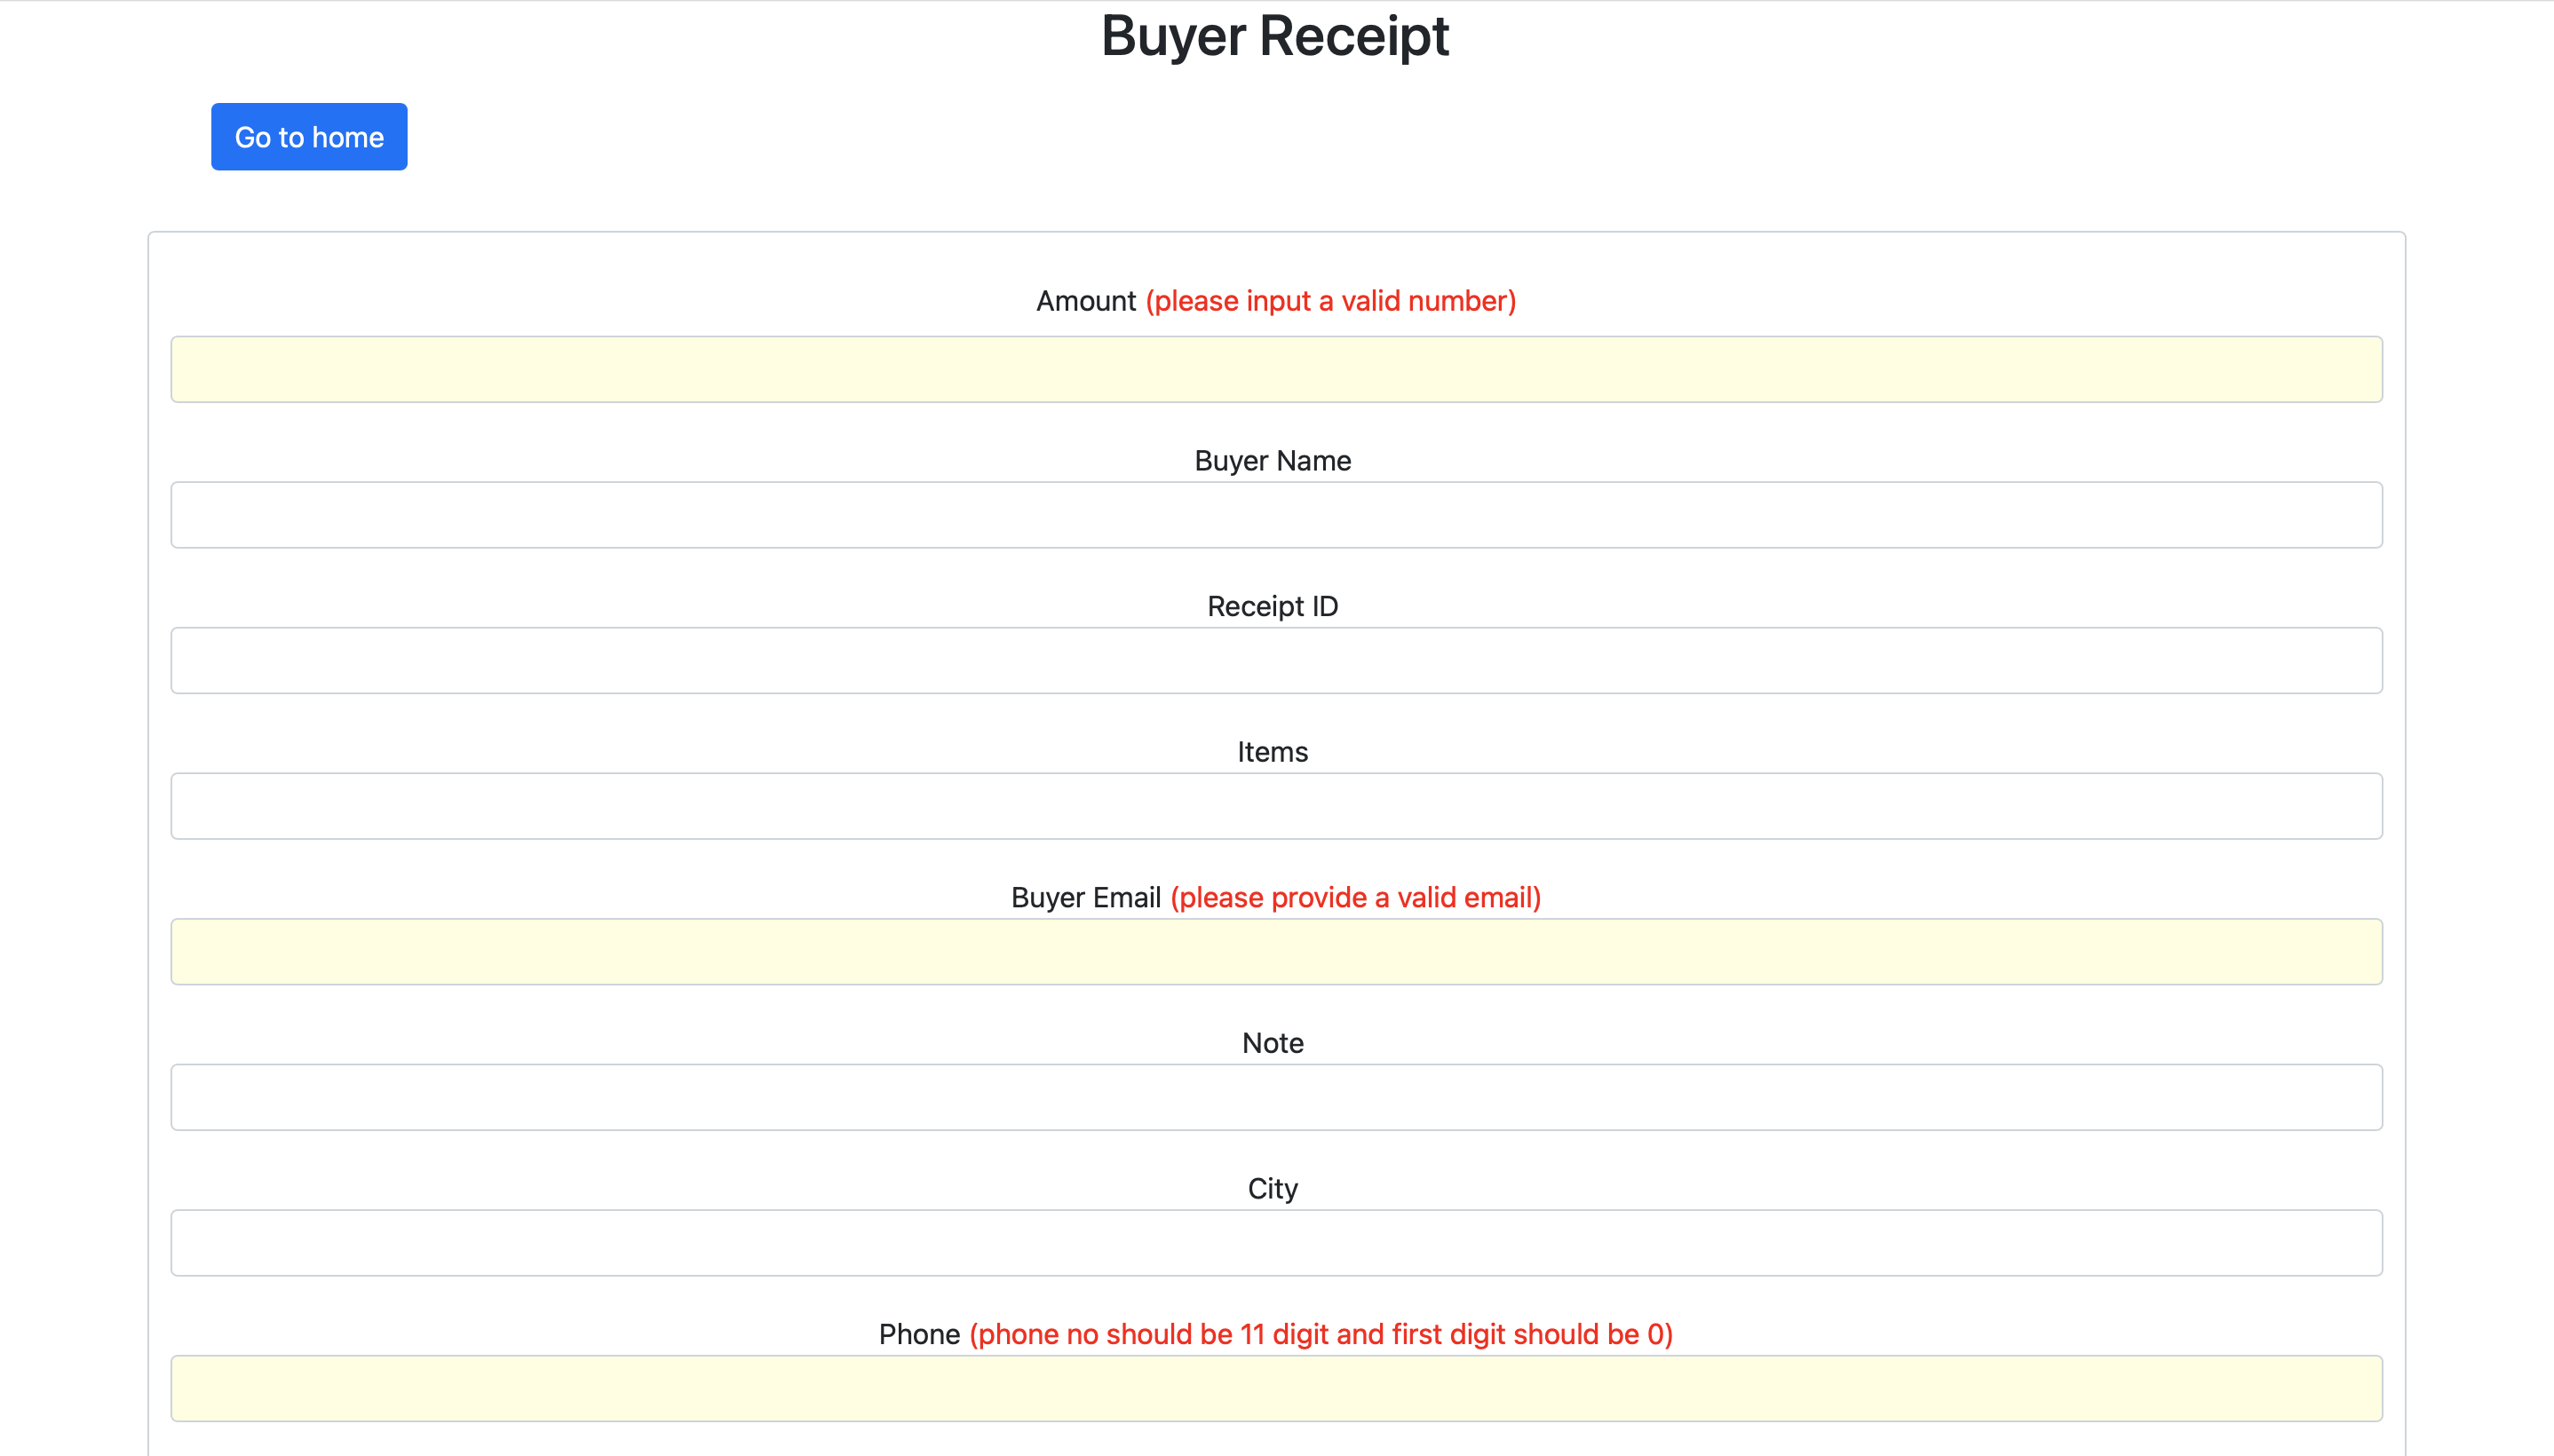 Buyer Receipt
Go to home
Amount (please input a valid number)
Buyer Name
Receipt ID
Items
Buyer Email (please provide a valid email)
Note
City
Phone (phone no should be 11 digit and first digit should be 0)